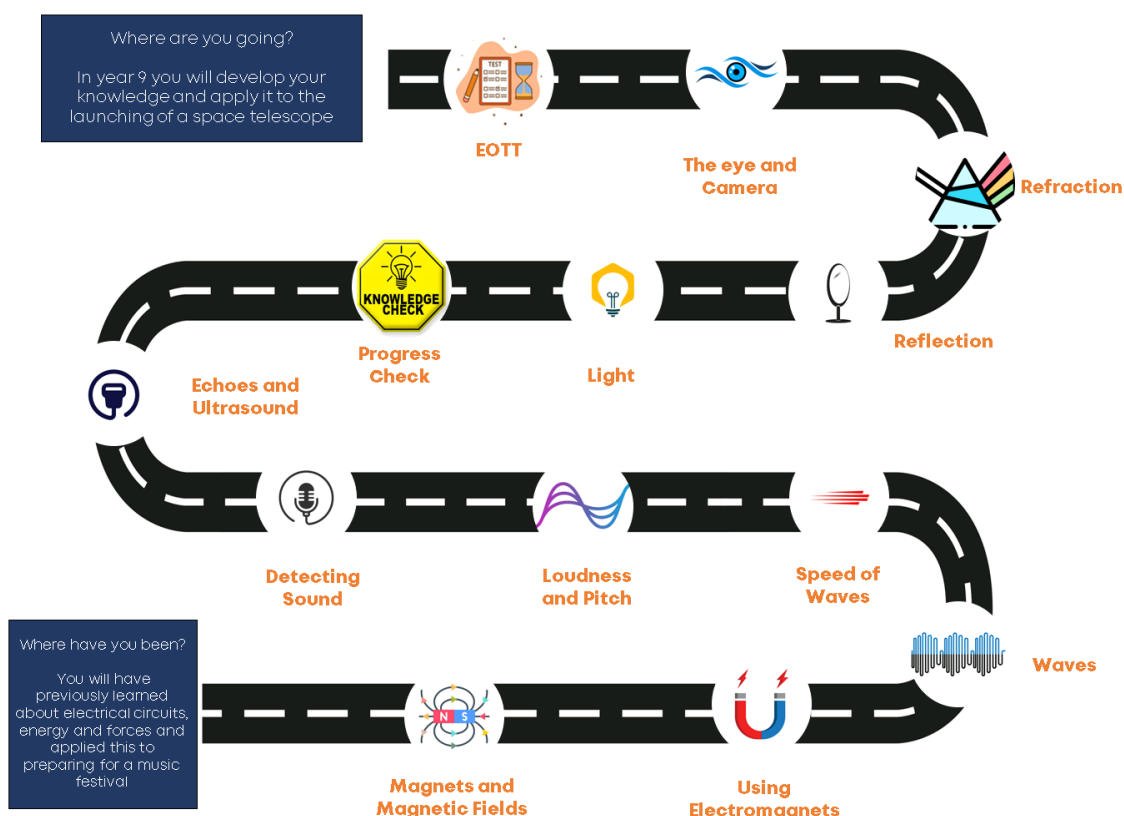 Where are you going?
In year 9 you will develop your
knowledge and apply it to the
launching of a space telescope
TEST
EOTT
The eye and
Camera
Refraction
KNOWLEDGE
CHECK
Progress
Check
Light
Reflection
Echoes and
Ultrasound
Detecting
Sound
Loudness
and Pitch
Speed of
Waves
Waves
Where have you been?
You will have
previously learned
about electrical circuits,
energy and forces and
applied this to
preparing for a music
festival
N S
Magnets and
Magnetic Fields
Using
Electromagnets